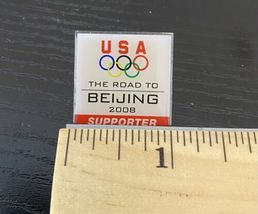 USA
THE ROAD TO
BEIJING
2008
SUPPORTER
1